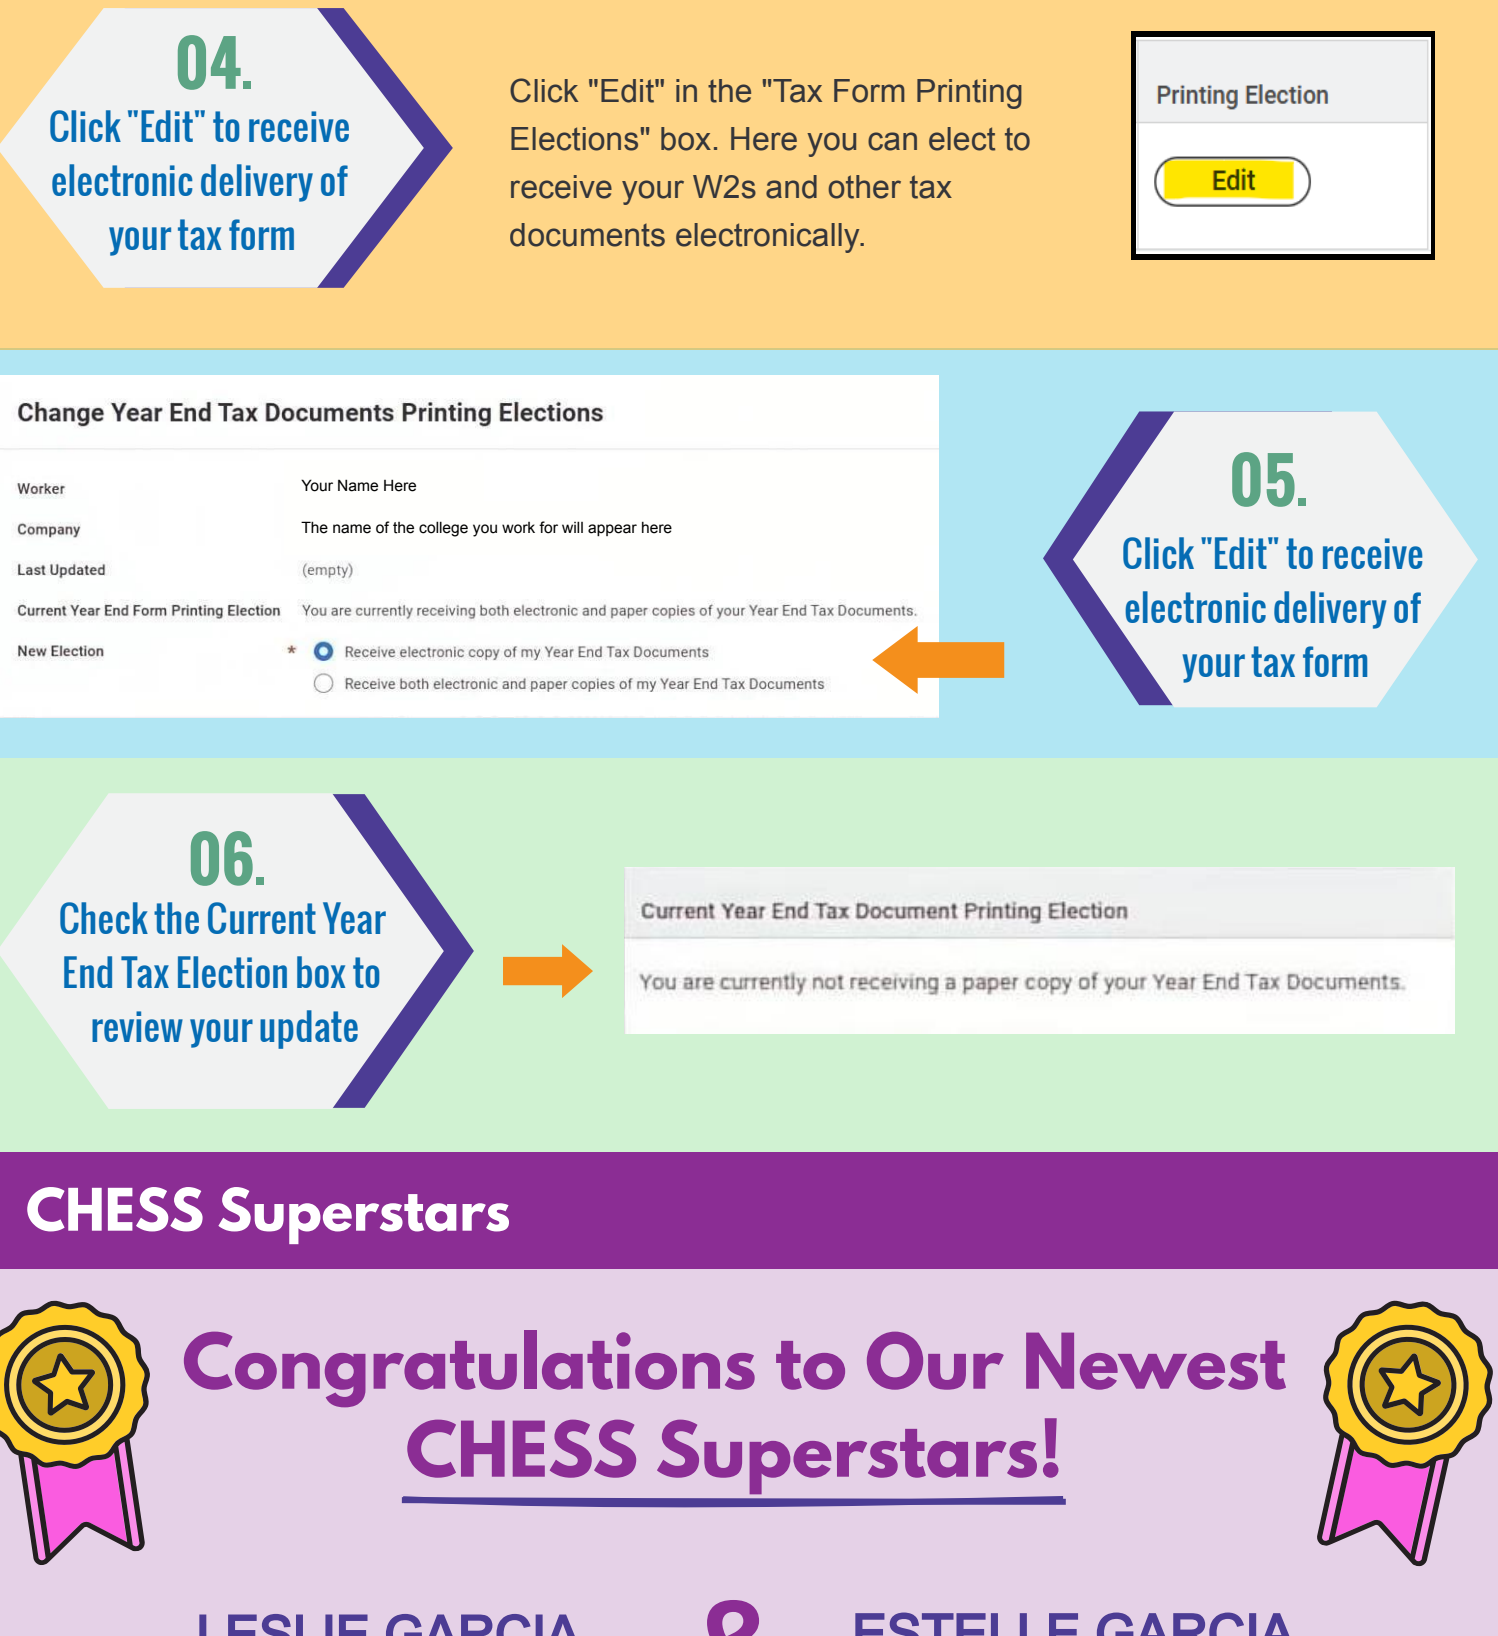 04.
Click "Edit" to receive
electronic delivery of
your tax form
Click "Edit" in the "Tax Form Printing
Elections" box. Here you can elect to
receive your W2s and other tax
documents electronically.
Printing Election
Edit
Change Year End Tax Documents Printing Elections
Worker Your Name Here
Company The name of the college you work for will appear here
Last Updated (empty)
Current Year End Form Printing Election You are currently receiving both electronic and paper copies of your Year End Tax Documents.
New Election * Receive electronic copy of my Year End Tax Documents
Receive both electronic and paper copies of my Year End Tax Documents
05.
Click "Edit" to receive
electronic delivery of
your tax form
06.
Check the Current Year
End Tax Election box to
review your update
Current Year End Tax Document Printing Election
You are currently not receiving a paper copy of your Year End Tax Documents.
CHESS Superstars
Congratulations to Our Newest
CHESS Superstars!
LESLIE GARCIA & ESTELLE GARCIA